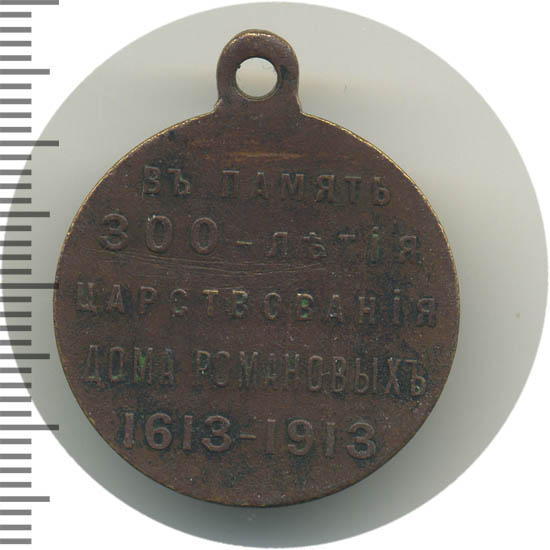 ВЪ ПАМЯТЬ
300-ЛѢТІЯ
ЦАРСТВОВАНІЯ
ДОМА РОМАНОВЫХЪ
1613-1913